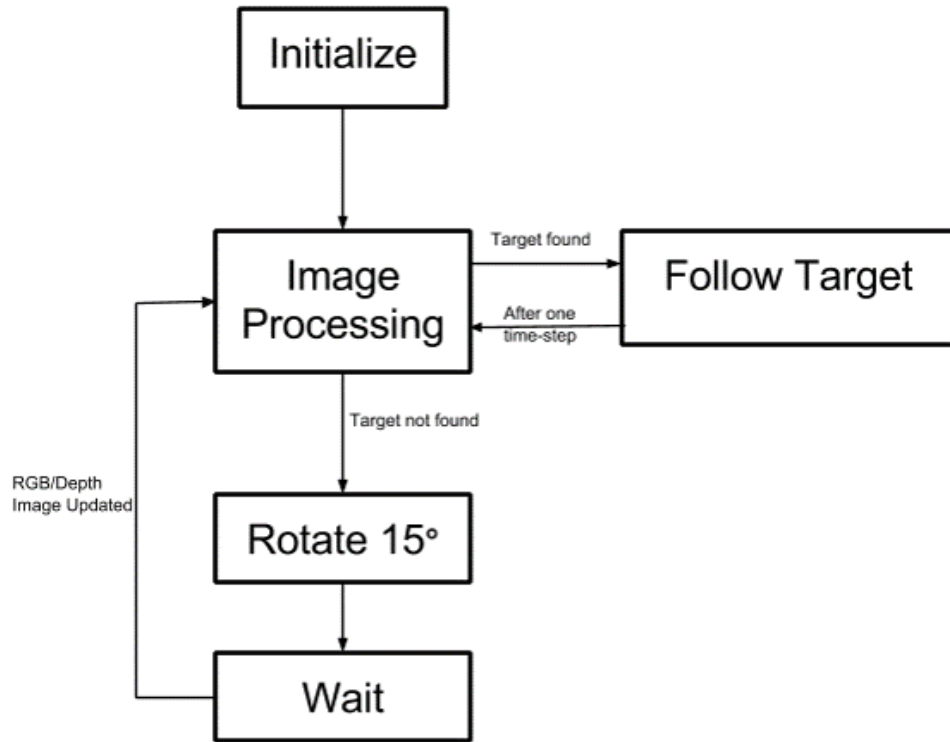 Initialize
Image
Processing
Target found
Follow Target
After one
time-step
Target not found
RGB/Depth
Image Updated
Rotate 15°
Wait